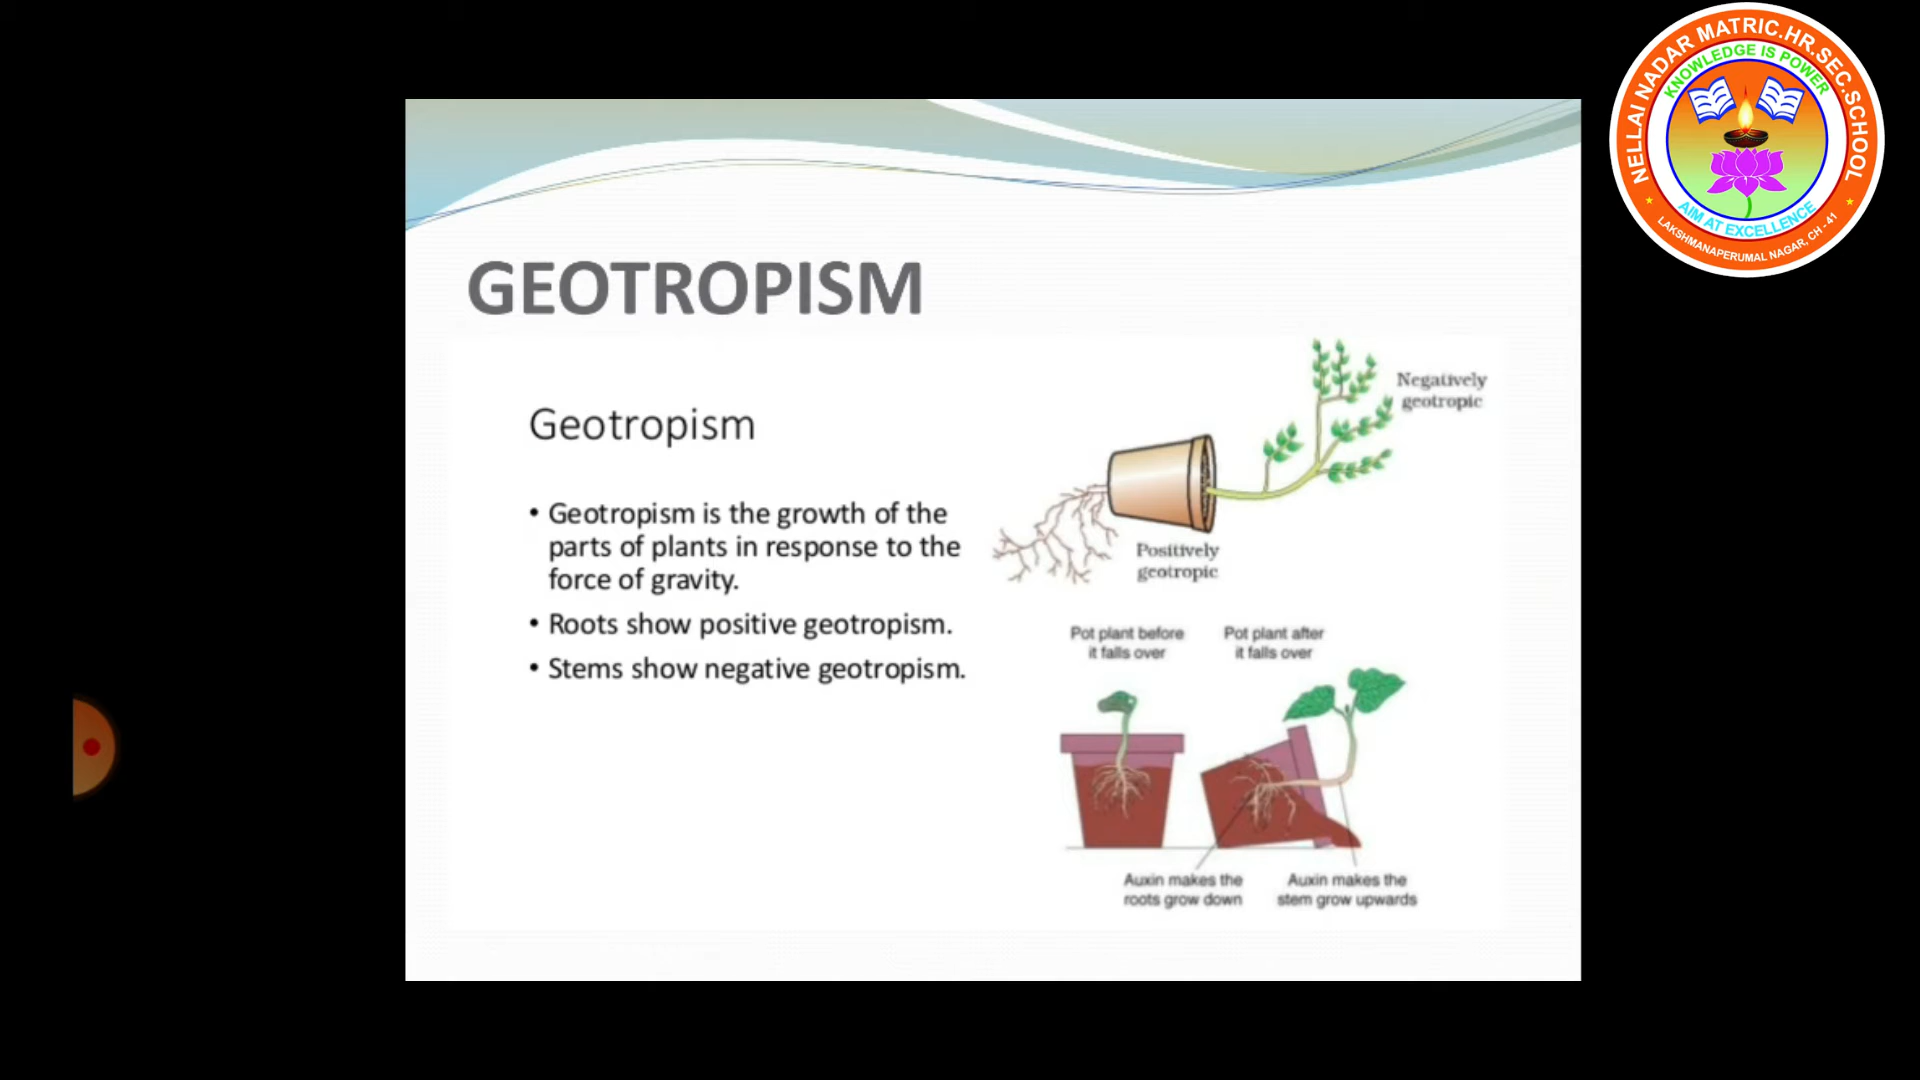 NELLAI NADAR MATRIC.HR.SEC.SCHOOL
KNOWLEDGE IS POWER
AIM AT EXCELLENCE
LAKSHMANAPERUMAL NAGAR, CH - 41
GEOTROPISM
Geotropism
• Geotropism is the growth of the
parts of plants in response to the
force of gravity.
• Roots show positive geotropism.
• Stems show negative geotropism.
Negatively
geotropic
Positively
geotropic
Pot plant before
it falls over
Pot plant after
it falls over
Auxin makes the
roots grow down
Auxin makes the
stem grow upwards